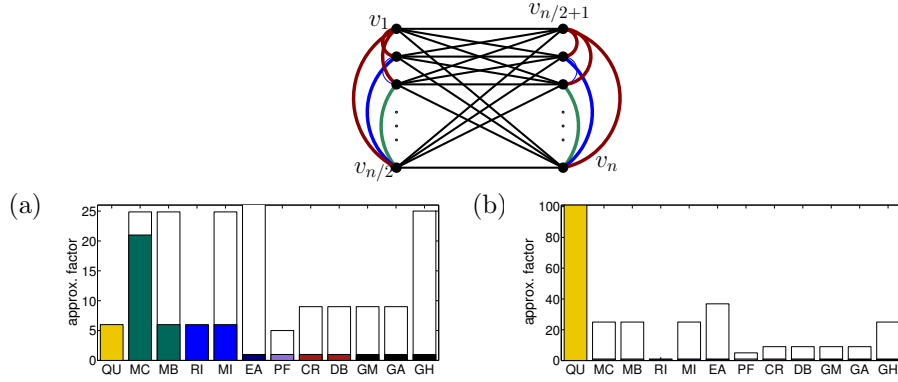 v1 vn/2+1
vn/2 vn
(a) (b)
approx. factor
25
20
15
10
5
0
QU MC MB RI MI EA PF CR DB GM GA GH
approx. factor
100
80
60
40
20
0
QU MC MB RI MI EA PF CR DB GM GA GH